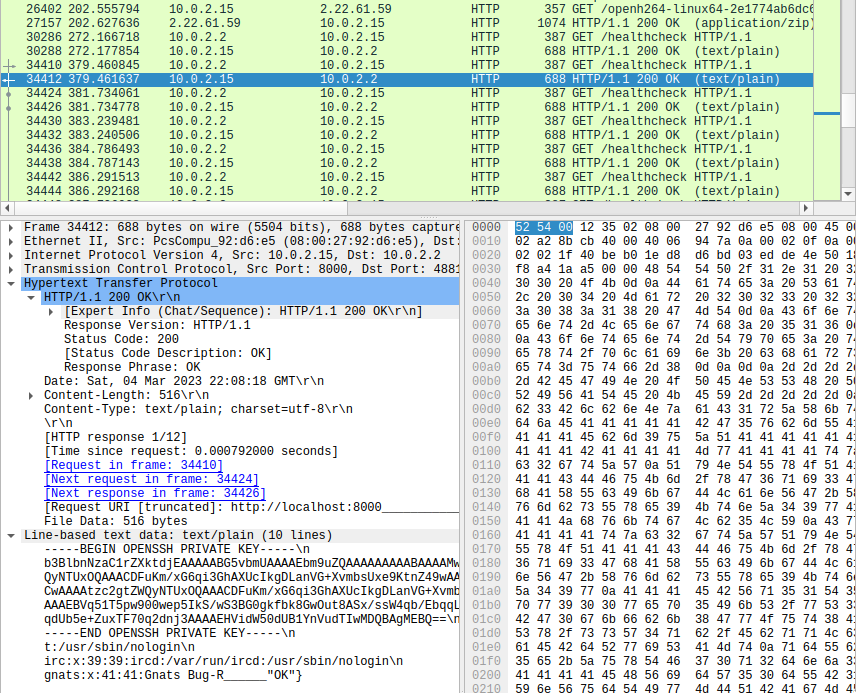 26402 202.555794 10.0.2.15 2.22.61.59 HTTP 357 GET /openh264-linux64-2e1774ab6dc6
27157 202.627636 2.22.61.59 10.0.2.15 HTTP 1074 HTTP/1.1 200 OK (application/zip)
30286 272.166718 10.0.2.2 10.0.2.15 HTTP 387 GET /healthcheck HTTP/1.1
30288 272.177854 10.0.2.15 10.0.2.2 HTTP 688 HTTP/1.1 200 OK (text/plain)
34410 379.460845 10.0.2.2 10.0.2.15 HTTP 387 GET /healthcheck HTTP/1.1
34412 379.461637 10.0.2.15 10.0.2.2 HTTP 688 HTTP/1.1 200 OK (text/plain)
34424 381.734061 10.0.2.2 10.0.2.15 HTTP 387 GET /healthcheck HTTP/1.1
34426 381.734778 10.0.2.15 10.0.2.2 HTTP 688 HTTP/1.1 200 OK (text/plain)
34430 383.239481 10.0.2.2 10.0.2.15 HTTP 387 GET /healthcheck HTTP/1.1
34432 383.240506 10.0.2.15 10.0.2.2 HTTP 688 HTTP/1.1 200 OK (text/plain)
34436 384.786493 10.0.2.2 10.0.2.15 HTTP 387 GET /healthcheck HTTP/1.1
34438 384.787143 10.0.2.15 10.0.2.2 HTTP 688 HTTP/1.1 200 OK (text/plain)
34442 386.291513 10.0.2.2 10.0.2.15 HTTP 387 GET /healthcheck HTTP/1.1
34444 386.292168 10.0.2.15 10.0.2.2 HTTP 688 HTTP/1.1 200 OK (text/plain)
Frame 34412: 688 bytes on wire (5504 bits), 688 bytes capture
Ethernet II, Src: PcsCompu_92:d6:e5 (08:00:27:92:d6:e5), Dst:
Internet Protocol Version 4, Src: 10.0.2.15, Dst: 10.0.2.2
Transmission Control Protocol, Src Port: 8000, Dst Port: 4881
Hypertext Transfer Protocol
HTTP/1.1 200 OK\r\n
[Expert Info (Chat/Sequence): HTTP/1.1 200 OK\r\n]
Response Version: HTTP/1.1
Status Code: 200
[Status Code Description: OK]
Response Phrase: OK
Date: Sat, 04 Mar 2023 22:08:18 GMT\r\n
Content-Length: 516\r\n
Content-Type: text/plain; charset=utf-8\r\n
\r\n
[HTTP response 1/12]
[Time since request: 0.000792000 seconds]
[Request in frame: 34410]
[Next request in frame: 34424]
[Next response in frame: 34426]
[Request URI [truncated]: http://localhost:8000____________
File Data: 516 bytes
Line-based text data: text/plain (10 lines)
-----BEGIN OPENSSH PRIVATE KEY-----\n
b3BlbnNzaC1rZXktdjEAAAAABG5vbmUAAAAEbm9uZQAAAAAAAAABAAAAMw
QyNTUxOQAAACDFuKm/xG6qi3GhAXUcIkgDLanVG+XvmbsUxe9KtnZ49wAA
CwAAAAtzc2gtZWQyNTUxOQAAACDFuKm/xG6qi3GhAXUcIkgDLanVG+Xvmb
AAAEBVq51T5pw900wep5IkS/wS3BG0gkfbk8GwOut8ASx/ssW4qb/EbqqL
qdUb5e+ZuxTF70q2dnj3AAAAEHVidW50dUB1YnVudTIwMDQBAgMEBQ==\n
-----END OPENSSH PRIVATE KEY-----\n
t:/usr/sbin/nologin\n
irc:x:39:39:ircd:/var/run/ircd:/usr/sbin/nologin\n
gnats:x:41:41:Gnats Bug-R______"OK"}
0000 52 54 00 12 35 02 08 00 27 92 d6 e5 08 00 45 00
0010 02 a2 8b cb 40 00 40 06 94 7a 0a 00 02 0f 0a 00
0020 02 02 1f 40 be b0 1e d8 d6 bd 03 ed de 4e 50 18
0030 f8 a4 1a a5 00 00 48 54 54 50 2f 31 2e 31 20 32
0040 30 30 20 4f 4b 0d 0a 44 61 74 65 3a 20 53 61 74
0050 2c 20 30 34 20 4d 61 72 20 32 30 32 33 20 32 32
0060 3a 30 38 3a 31 38 20 47 4d 54 0d 0a 43 6f 6e 74
0070 65 6e 74 2d 4c 65 6e 67 74 68 3a 20 35 31 36 0d
0080 0a 43 6f 6e 74 65 6e 74 2d 54 79 70 65 3a 20 74
0090 65 78 74 2f 70 6c 61 69 6e 3b 20 63 68 61 72 73
00a0 65 74 3d 75 74 66 2d 38 0d 0a 0d 0a 2d 2d 2d 2d
00b0 2d 42 45 47 49 4e 20 4f 50 45 4e 53 53 48 20 50
00c0 52 49 56 41 54 45 20 4b 45 59 2d 2d 2d 2d 2d 0a
00d0 62 33 42 6c 62 6e 4e 7a 61 43 31 72 5a 58 6b 74
00e0 64 6a 45 41 41 41 41 41 42 47 35 76 62 6d 55 41
00f0 41 41 41 45 62 6d 39 75 5a 51 41 41 41 41 41 41
0100 41 41 41 42 41 41 41 41 4d 77 41 41 41 41 74 7a
0110 63 32 67 74 5a 57 0a 51 79 4e 54 55 78 4f 51 41
0120 41 41 43 44 46 75 4b 6d 2f 78 47 36 71 69 33 47
0130 68 41 58 55 63 49 6b 67 44 4c 61 6e 56 47 2b 58
0140 76 6d 62 73 55 78 65 39 4b 74 6e 5a 34 39 77 41
0150 41 41 4a 68 76 6b 74 67 4c 62 35 4c 59 0a 43 77
0160 41 41 41 41 74 7a 63 32 67 74 5a 57 51 79 4e 54
0170 55 78 4f 51 41 41 41 43 44 46 75 4b 6d 2f 78 47
0180 36 71 69 33 47 68 41 58 55 63 49 6b 67 44 4c 61
0190 6e 56 47 2b 58 76 6d 62 73 55 78 65 39 4b 74 6e
01a0 5a 34 39 77 0a 41 41 41 45 42 56 71 35 31 54 35
01b0 70 77 39 30 30 77 65 70 35 49 6b 53 2f 77 53 33
01c0 42 47 30 67 6b 66 62 6b 38 47 77 4f 75 74 38 41
01d0 53 78 2f 73 73 57 34 71 62 2f 45 62 71 71 4c 63
01e0 61 45 42 64 52 77 69 53 41 4d 74 0a 71 64 55 62
01f0 35 65 2b 5a 75 78 54 46 37 30 71 32 64 6e 6a 33
0200 41 41 41 41 45 48 56 69 64 57 35 30 64 55 42 31
0210 59 6e 56 75 64 54 49 77 4d 44 51 42 41 67 4d 45